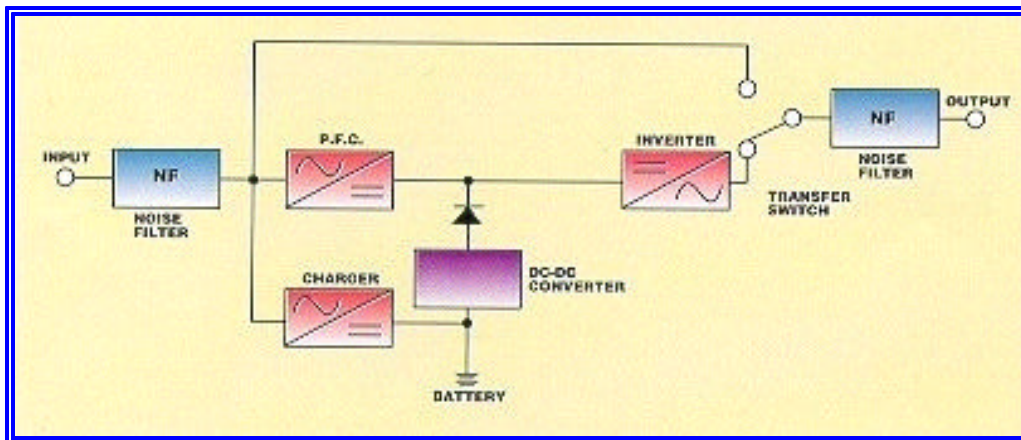 P.F.C.
INVERTER
OUTPUT
INPUT
NF
NF
NOISE
FILTER
NOISE
FILTER
TRANSFER
SWITCH
CHARGER
DC-DC
CONVERTER
BATTERY